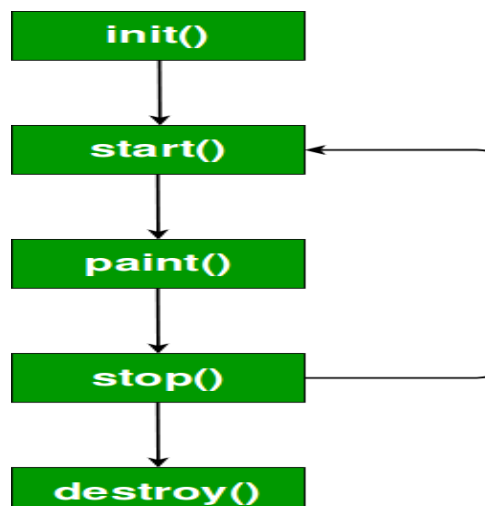 init()
start()
paint()
stop()
destroy()